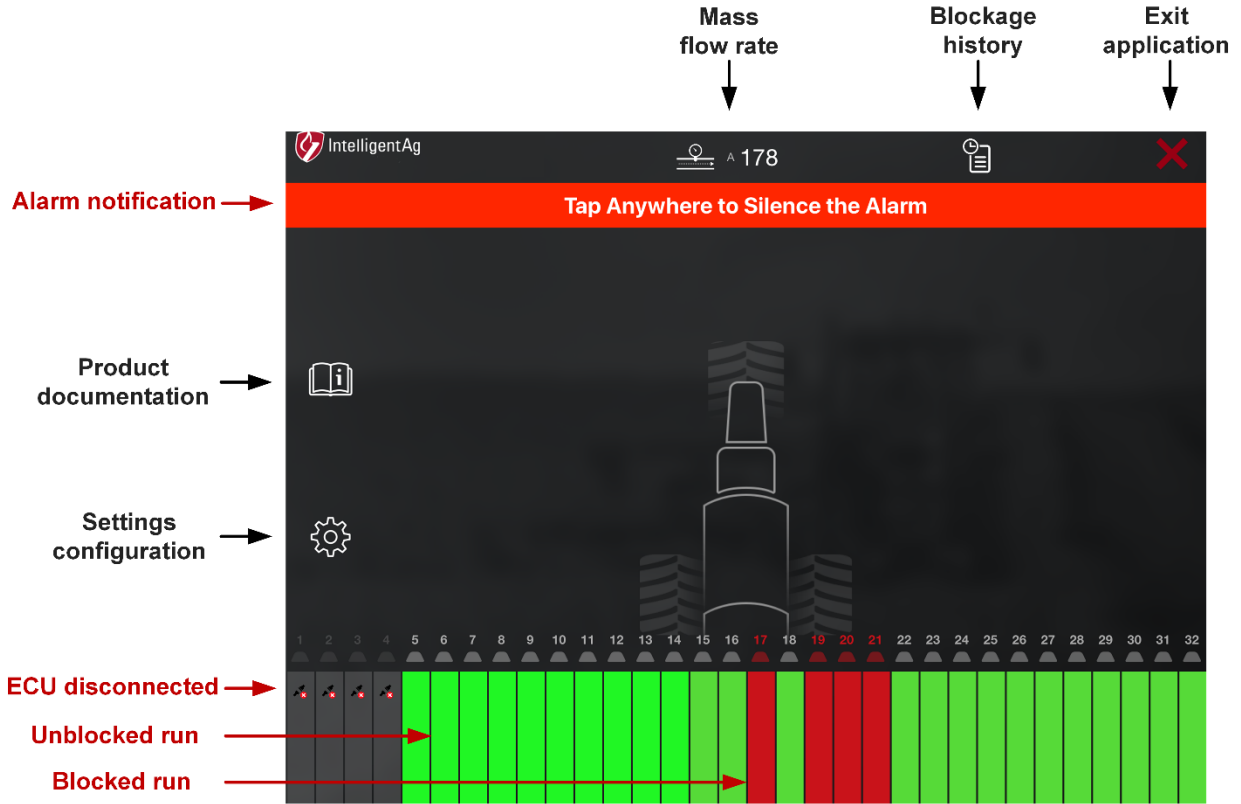 Mass
flow rate
Blockage
history
Exit
application
IntelligentAg
A 178
Alarm notification
Tap Anywhere to Silence the Alarm
Product
documentation
i
Settings
configuration
1 2 3 4 5 6 7 8 9 10 11 12 13 14 15 16 17 18 19 20 21 22 23 24 25 26 27 28 29 30 31 32
ECU disconnected
Unblocked run
Blocked run